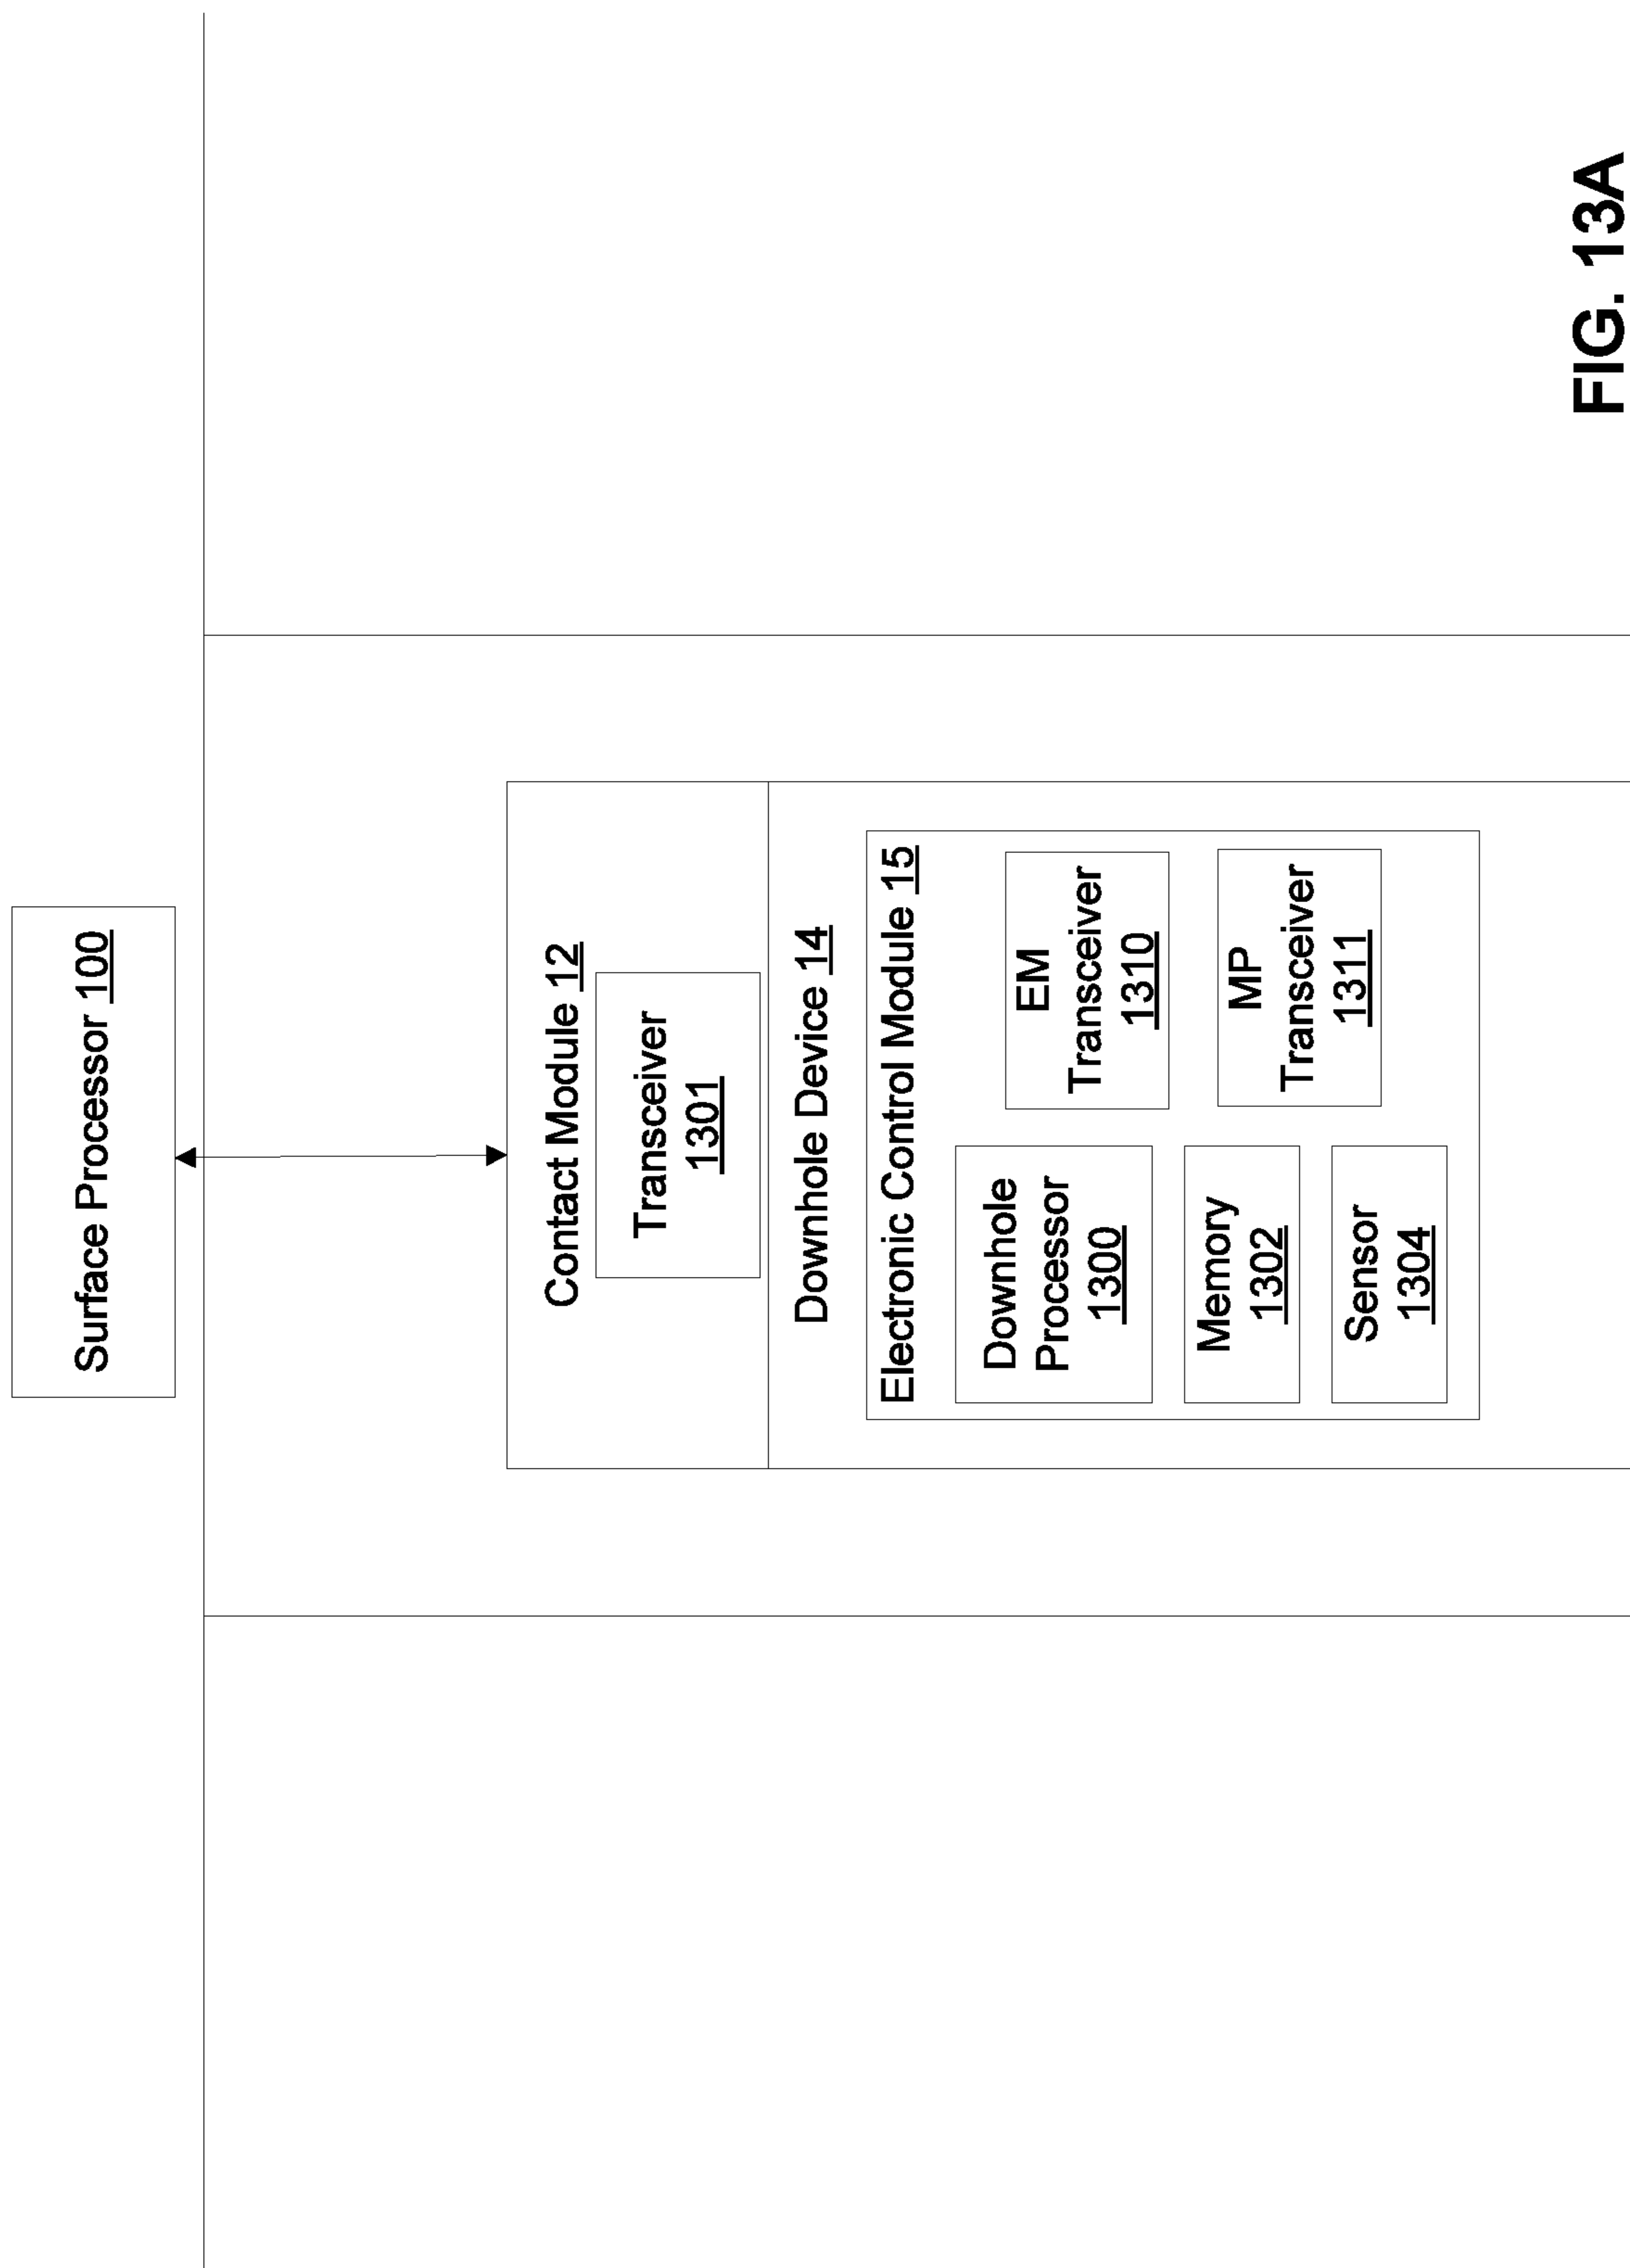 Surface Processor 100
Contact Module 12
Transceiver
1301
Downhole Device 14
Electronic Control Module 15
Downhole
Processor
1300
Memory
1302
Sensor
1304
EM
Transceiver
1310
MP
Transceiver
1311
FIG. 13A